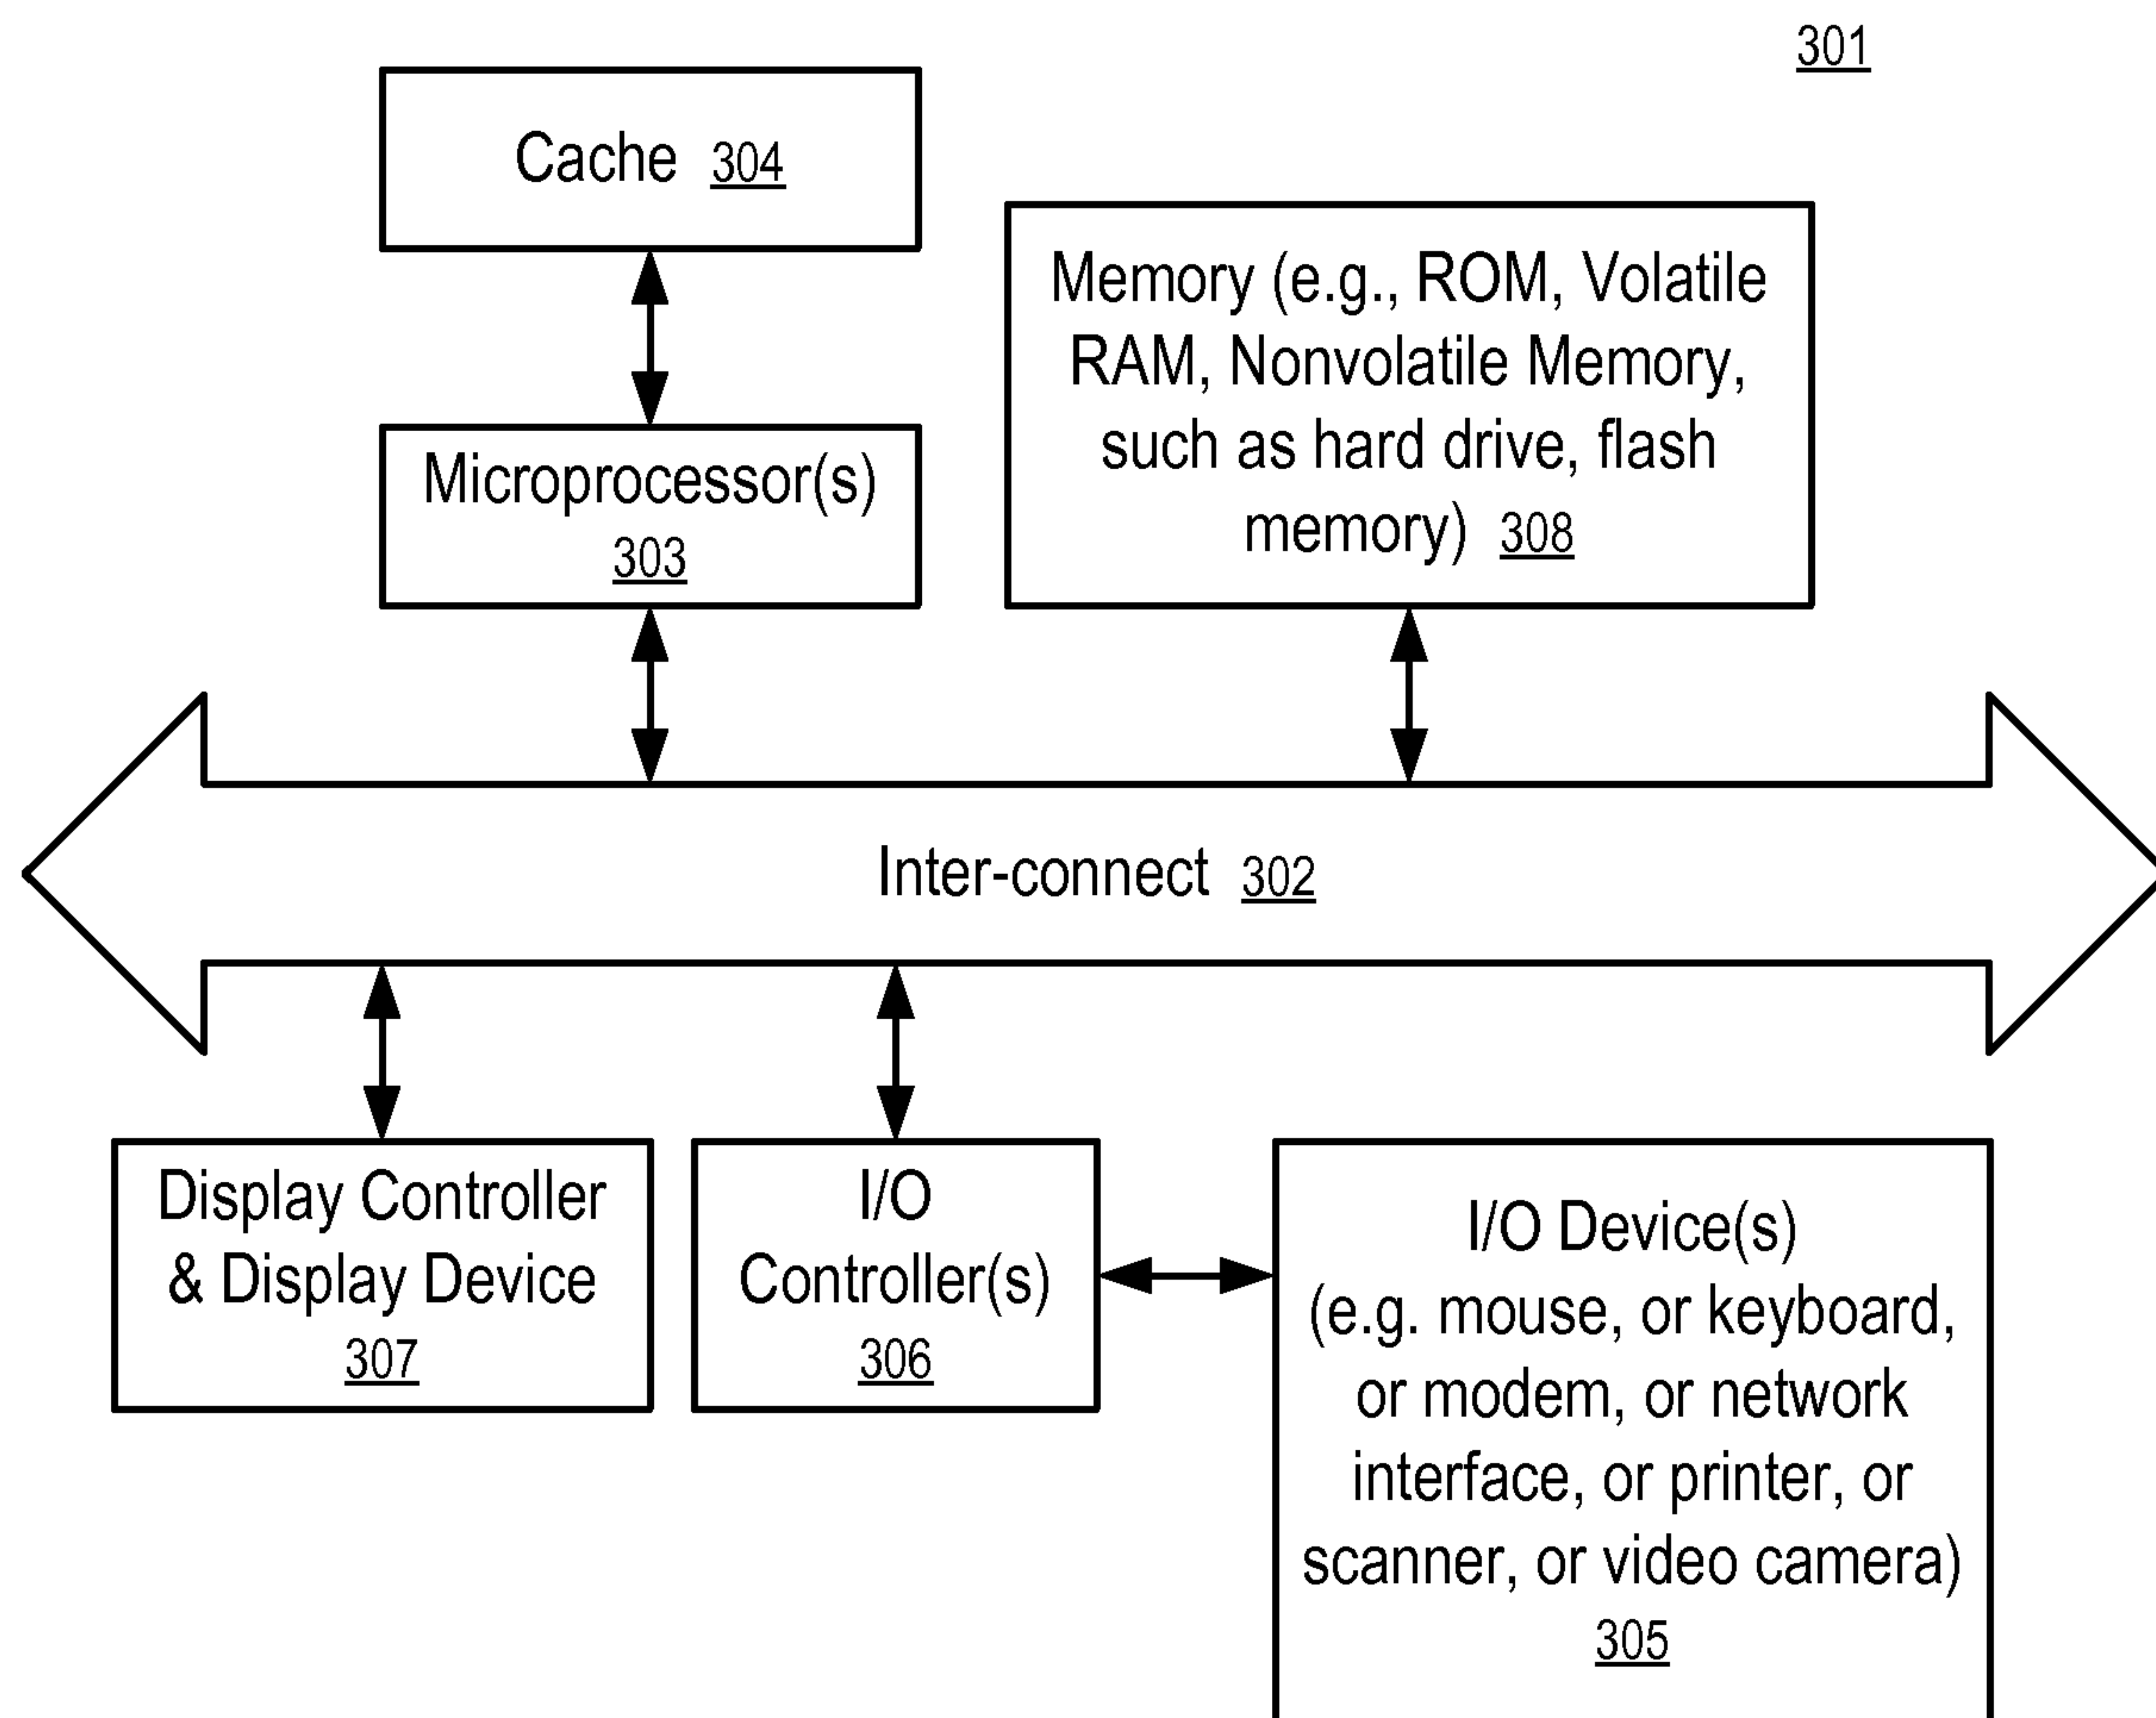 301
Cache 304
Memory (e.g., ROM, Volatile
RAM, Nonvolatile Memory,
such as hard drive, flash
memory) 308
Microprocessor(s)
303
Inter-connect 302
Display Controller
& Display Device
307
I/O
Controller(s)
306
I/O Device(s)
(e.g. mouse, or keyboard,
or modem, or network
interface, or printer, or
scanner, or video camera)
305